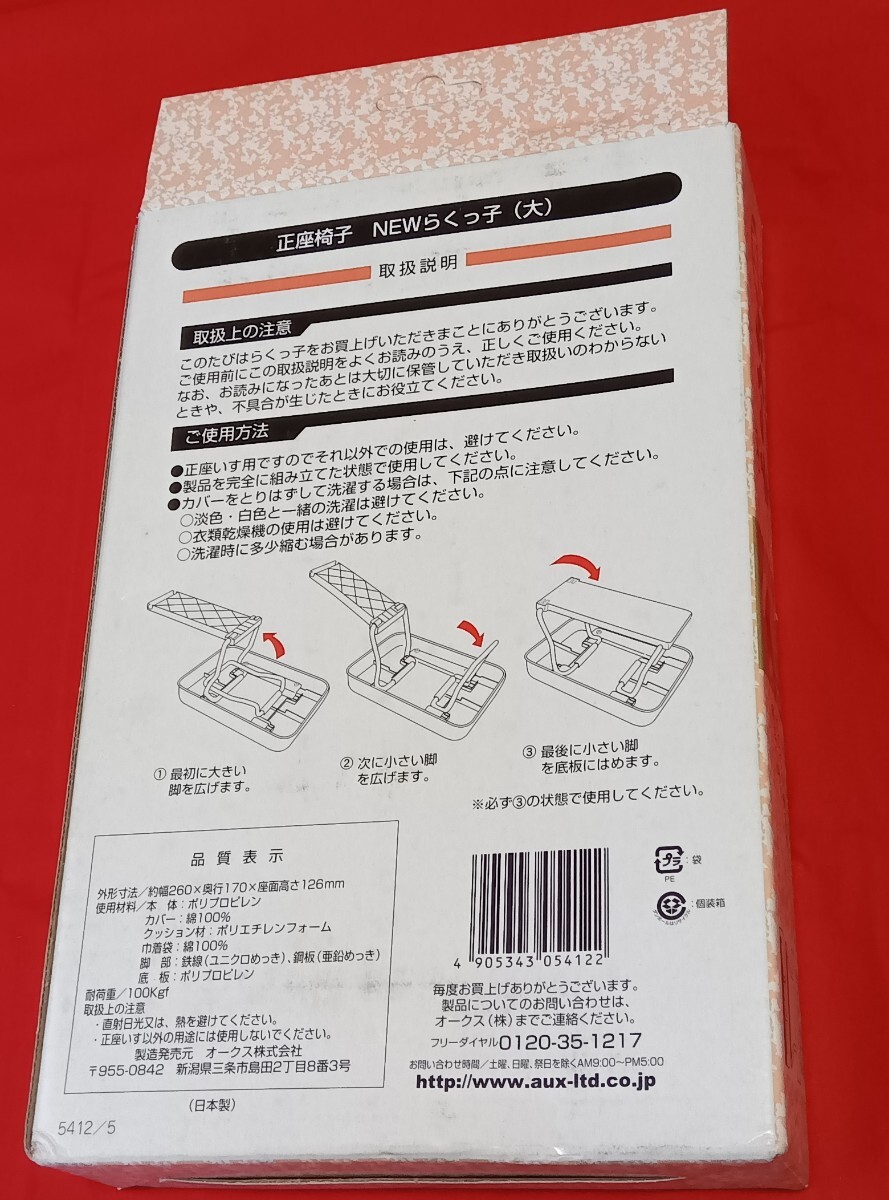 正座椅子 NEWらくっ子(大)
取扱説明
取扱上の注意
このたびはらくっ子をお買上げいただきまことにありがとうございます。
ご使用前にこの取扱説明をよくお読みのうえ、正しくご使用ください。
なお、お読みになったあとは大切に保管していただき取扱いのわからない
ときや、不具合が生じたときにお役立てください。
ご使用方法
●正座いす用ですのでそれ以外での使用は、避けてください。
●製品を完全に組み立てた状態で使用してください。
●カバーをとりはずして洗濯する場合は、下記の点に注意してください。
○淡色・白色と一緒の洗濯は避けてください。
○衣類乾燥機の使用は避けてください。
○洗濯時に多少縮む場合があります。
① 最初に大きい
脚を広げます。
② 次に小さい脚
を広げます。
③ 最後に小さい脚
を底板にはめます。
※必ず③の状態で使用してください。
品質表示
外形寸法/約幅260×奥行170×座面高さ126mm
使用材料/本 体:ポリプロピレン
カバー:綿100%
クッション材:ポリエチレンフォーム
巾着袋:綿100%
脚 部:鉄線(ユニクロめっき)、鋼板(亜鉛めっき)
底 板:ポリプロピレン
耐荷重/100Kgf
取扱上の注意
・直射日光又は、熱を避けてください。
・正座いす以外の用途には使用しないでください。
製造発売元 オークス株式会社
〒955-0842 新潟県三条市島田2丁目8番3号
(日本製)
5412/5
4 905343 054122
プラ:袋
PE
:個装箱
毎度お買上げありがとうございます。
製品についてのお問い合わせは、
オークス(株)までご連絡ください。
フリーダイヤル0120-35-1217
お問い合わせ時間/土曜、日曜、祭日を除くAM9:00〜PM5:00
http://www.aux-ltd.co.jp